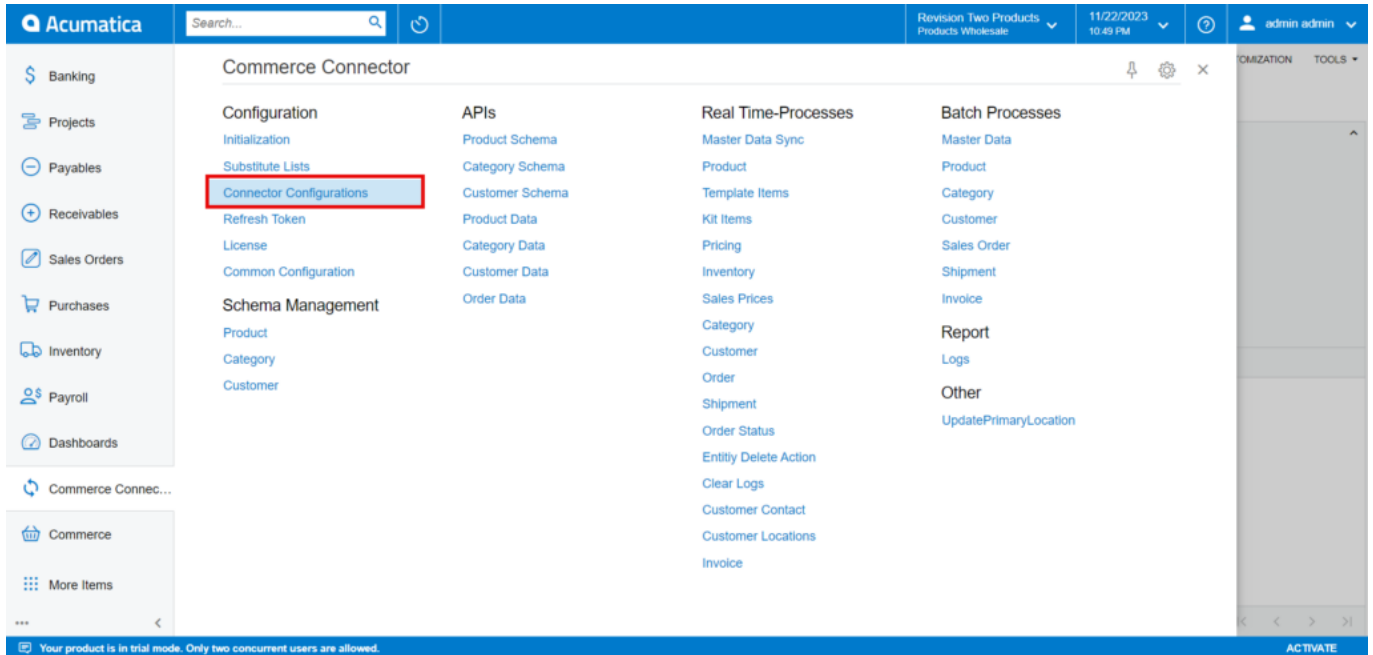 Acumatica
Search...
Revision Two Products
Products Wholesale
11/22/2023
10:49 PM
admin admin
Banking
Projects
Payables
Receivables
Sales Orders
Purchases
Inventory
Payroll
Dashboards
Commerce Connec...
Commerce
More Items
Commerce Connector
Configuration
Initialization
Substitute Lists
Connector Configurations
Refresh Token
License
Common Configuration
Schema Management
Product
Category
Customer
APIs
Product Schema
Category Schema
Customer Schema
Product Data
Category Data
Customer Data
Order Data
Real Time-Processes
Master Data Sync
Product
Template Items
Kit Items
Pricing
Inventory
Sales Prices
Category
Customer
Order
Shipment
Order Status
Entitiy Delete Action
Clear Logs
Customer Contact
Customer Locations
Invoice
Batch Processes
Master Data
Product
Category
Customer
Sales Order
Shipment
Invoice
Report
Logs
Other
UpdatePrimaryLocation
OMIZATION TOOLS
Your product is in trial mode. Only two concurrent users are allowed.
ACTIVATE